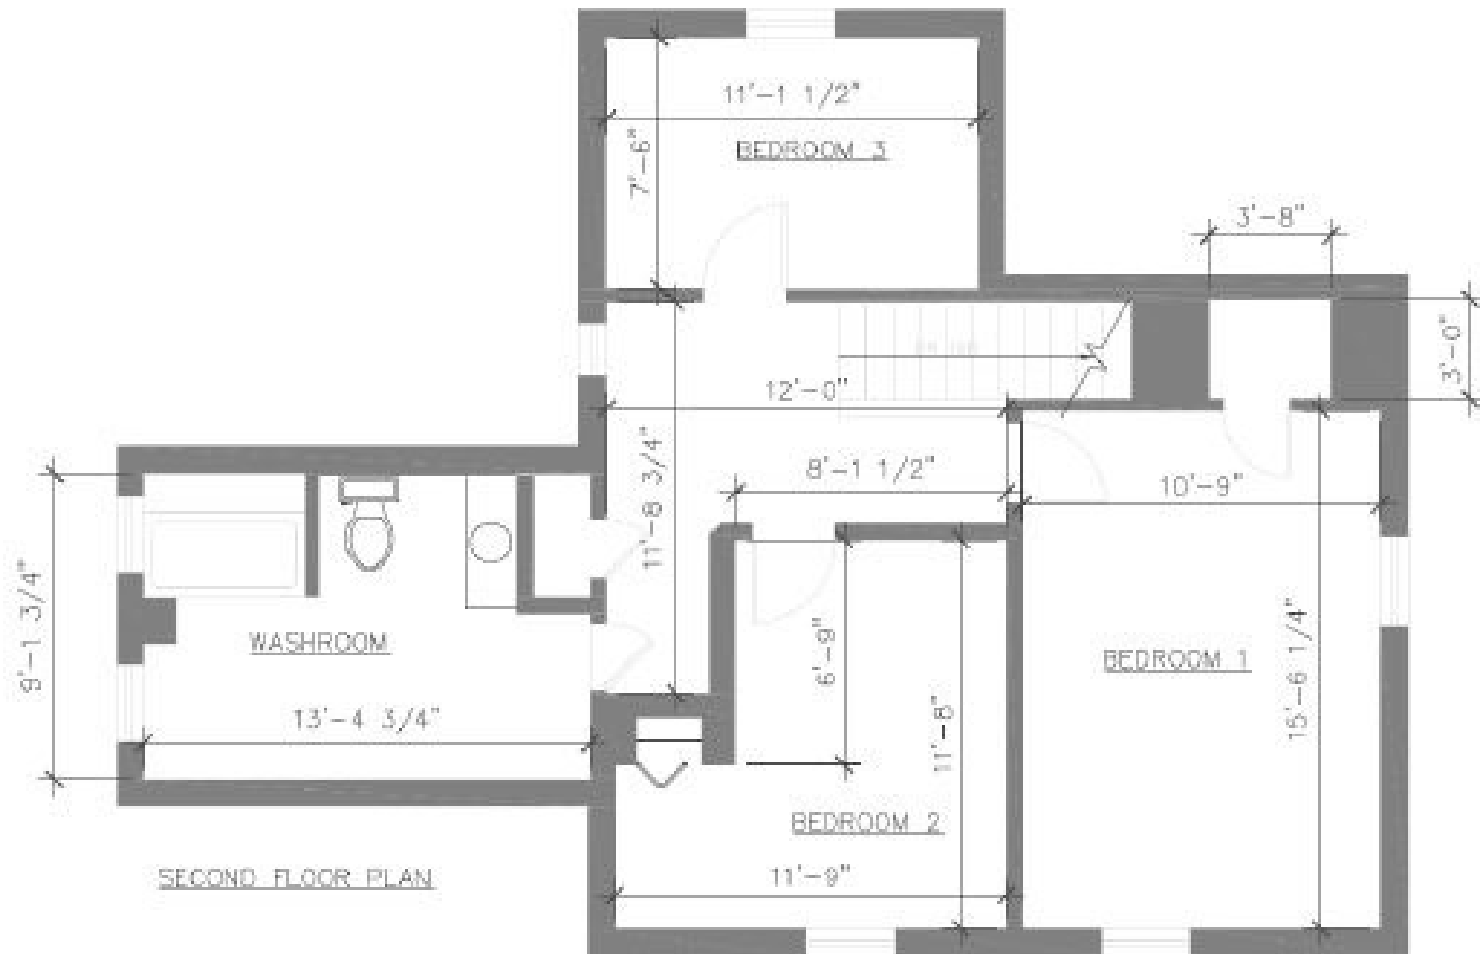 11'-1 1/2"
7'-6"
BEDROOM 3
3'-8"
3'-0"
12'-0"
8'-1 1/2"
10'-9"
11'-8 3/4"
9'-1 3/4"
WASHROOM
13'-4 3/4"
6'-9"
11'-8"
BEDROOM 1
15'-6 1/4"
BEDROOM 2
11'-9"
SECOND FLOOR PLAN